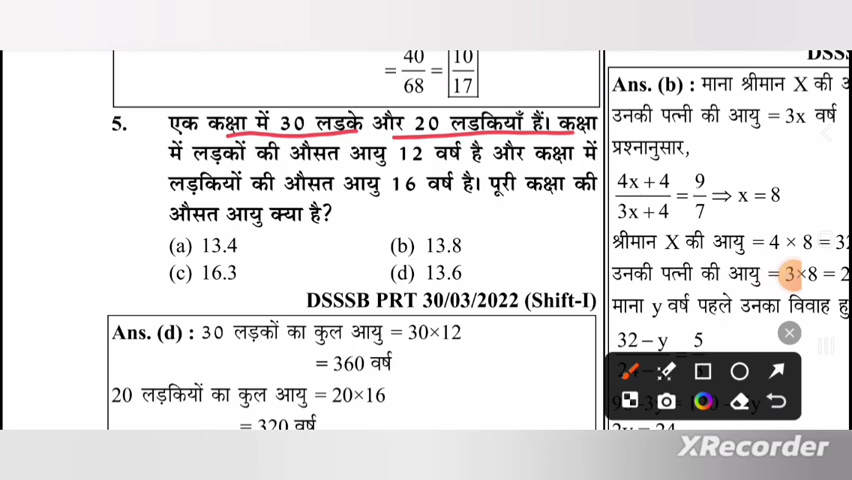 = 40/68 = 10/17
5. एक कक्षा में 30 लड़के और 20 लड़कियाँ हैं। कक्षा
में लड़कों की औसत आयु 12 वर्ष है और कक्षा में
लड़कियों की औसत आयु 16 वर्ष है। पूरी कक्षा की
औसत आयु क्या है?
(a) 13.4 (b) 13.8
(c) 16.3 (d) 13.6
DSSSB PRT 30/03/2022 (Shift-I)
Ans. (d) : 30 लड़कों का कुल आयु = 30×12
= 360 वर्ष
20 लड़कियों का कुल आयु = 20×16
= 320 वर्ष
Ans. (b) : माना श्रीमान X की
उनकी पत्नी की आयु = 3x वर्ष
प्रश्नानुसार,
(4x + 4)/(3x + 4) = 9/7 ⇒ x = 8
श्रीमान X की आयु = 4 × 8 =
उनकी पत्नी की आयु = 3×8 =
माना y वर्ष पहले उनका विवाह
32 – y 5
XRecorder